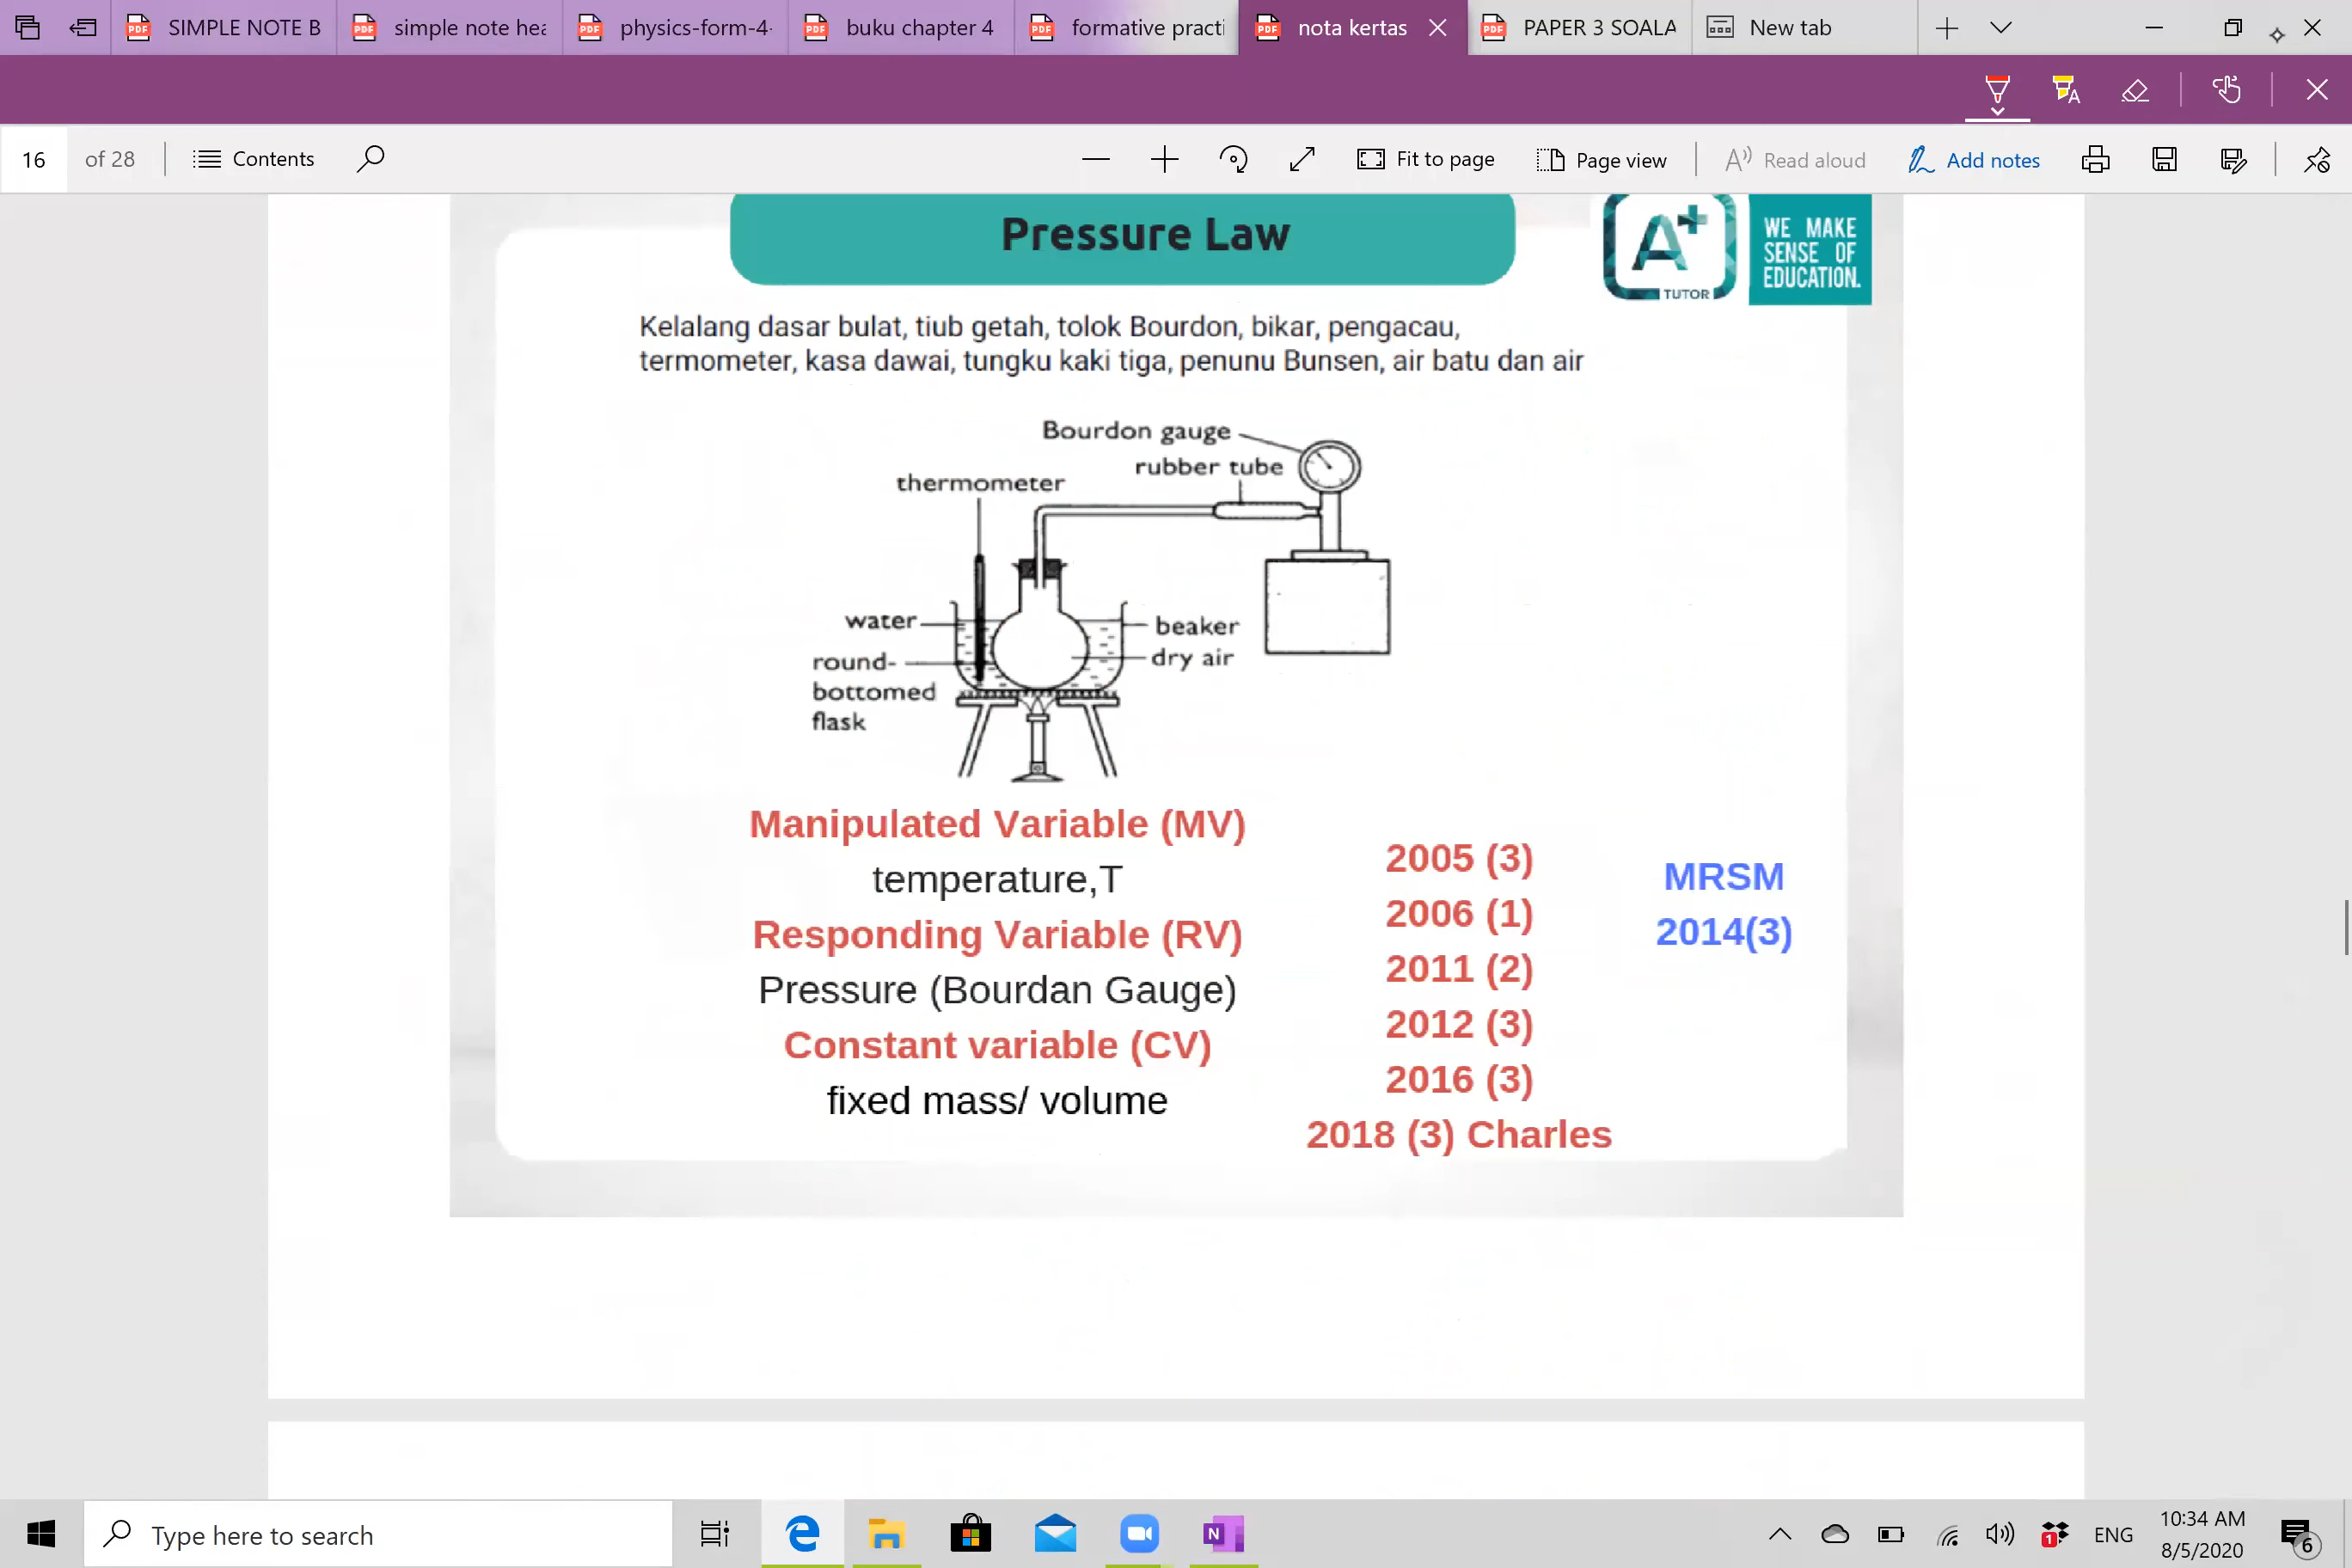 SIMPLE NOTE B
simple note hea
physics-form-4-
buku chapter 4
formative practi
nota kertas
PAPER 3 SOALA
New tab
16 of 28
Contents
Fit to page
Page view
Read aloud
Add notes
Pressure Law
A+
TUTOR
WE MAKE
SENSE OF
EDUCATION.
Kelalang dasar bulat, tiub getah, tolok Bourdon, bikar, pengacau,
termometer, kasa dawai, tungku kaki tiga, penunu Bunsen, air batu dan air
Bourdon gauge
rubber tube
thermometer
water
beaker
round-
bottomed
flask
dry air
Manipulated Variable (MV)
temperature,T
Responding Variable (RV)
Pressure (Bourdan Gauge)
Constant variable (CV)
fixed mass/ volume
2005 (3)
2006 (1)
2011 (2)
2012 (3)
2016 (3)
2018 (3) Charles
MRSM
2014(3)
Type here to search
1
ENG
10:34 AM
8/5/2020
6